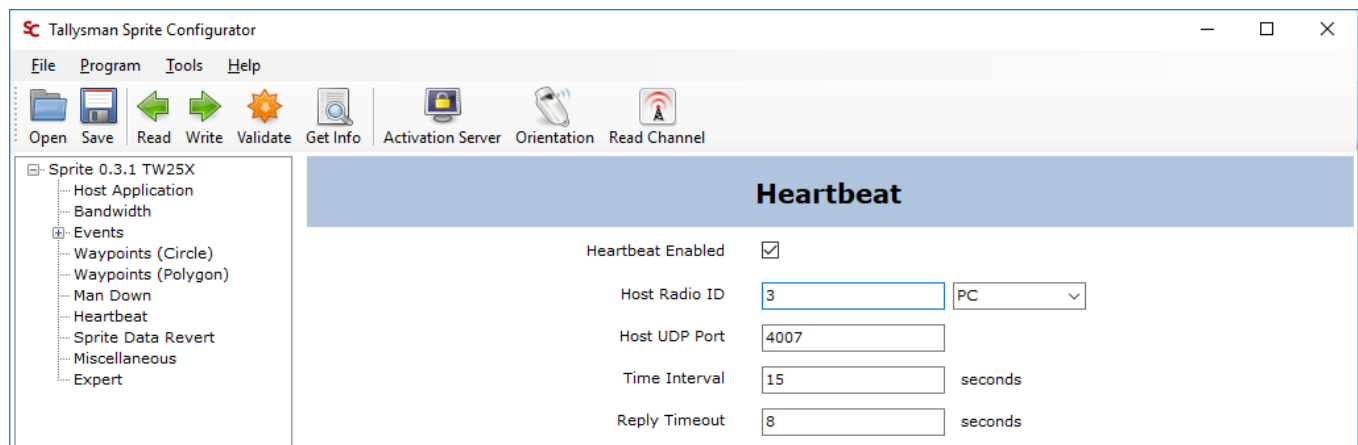 SC Tallysman Sprite Configurator
File Program Tools Help
Open Save Read Write Validate Get Info Activation Server Orientation Read Channel
Sprite 0.3.1 TW25X
Host Application
Bandwidth
Events
Waypoints (Circle)
Waypoints (Polygon)
Man Down
Heartbeat
Sprite Data Revert
Miscellaneous
Expert
Heartbeat
Heartbeat Enabled
Host Radio ID 3 PC
Host UDP Port 4007
Time Interval 15 seconds
Reply Timeout 8 seconds